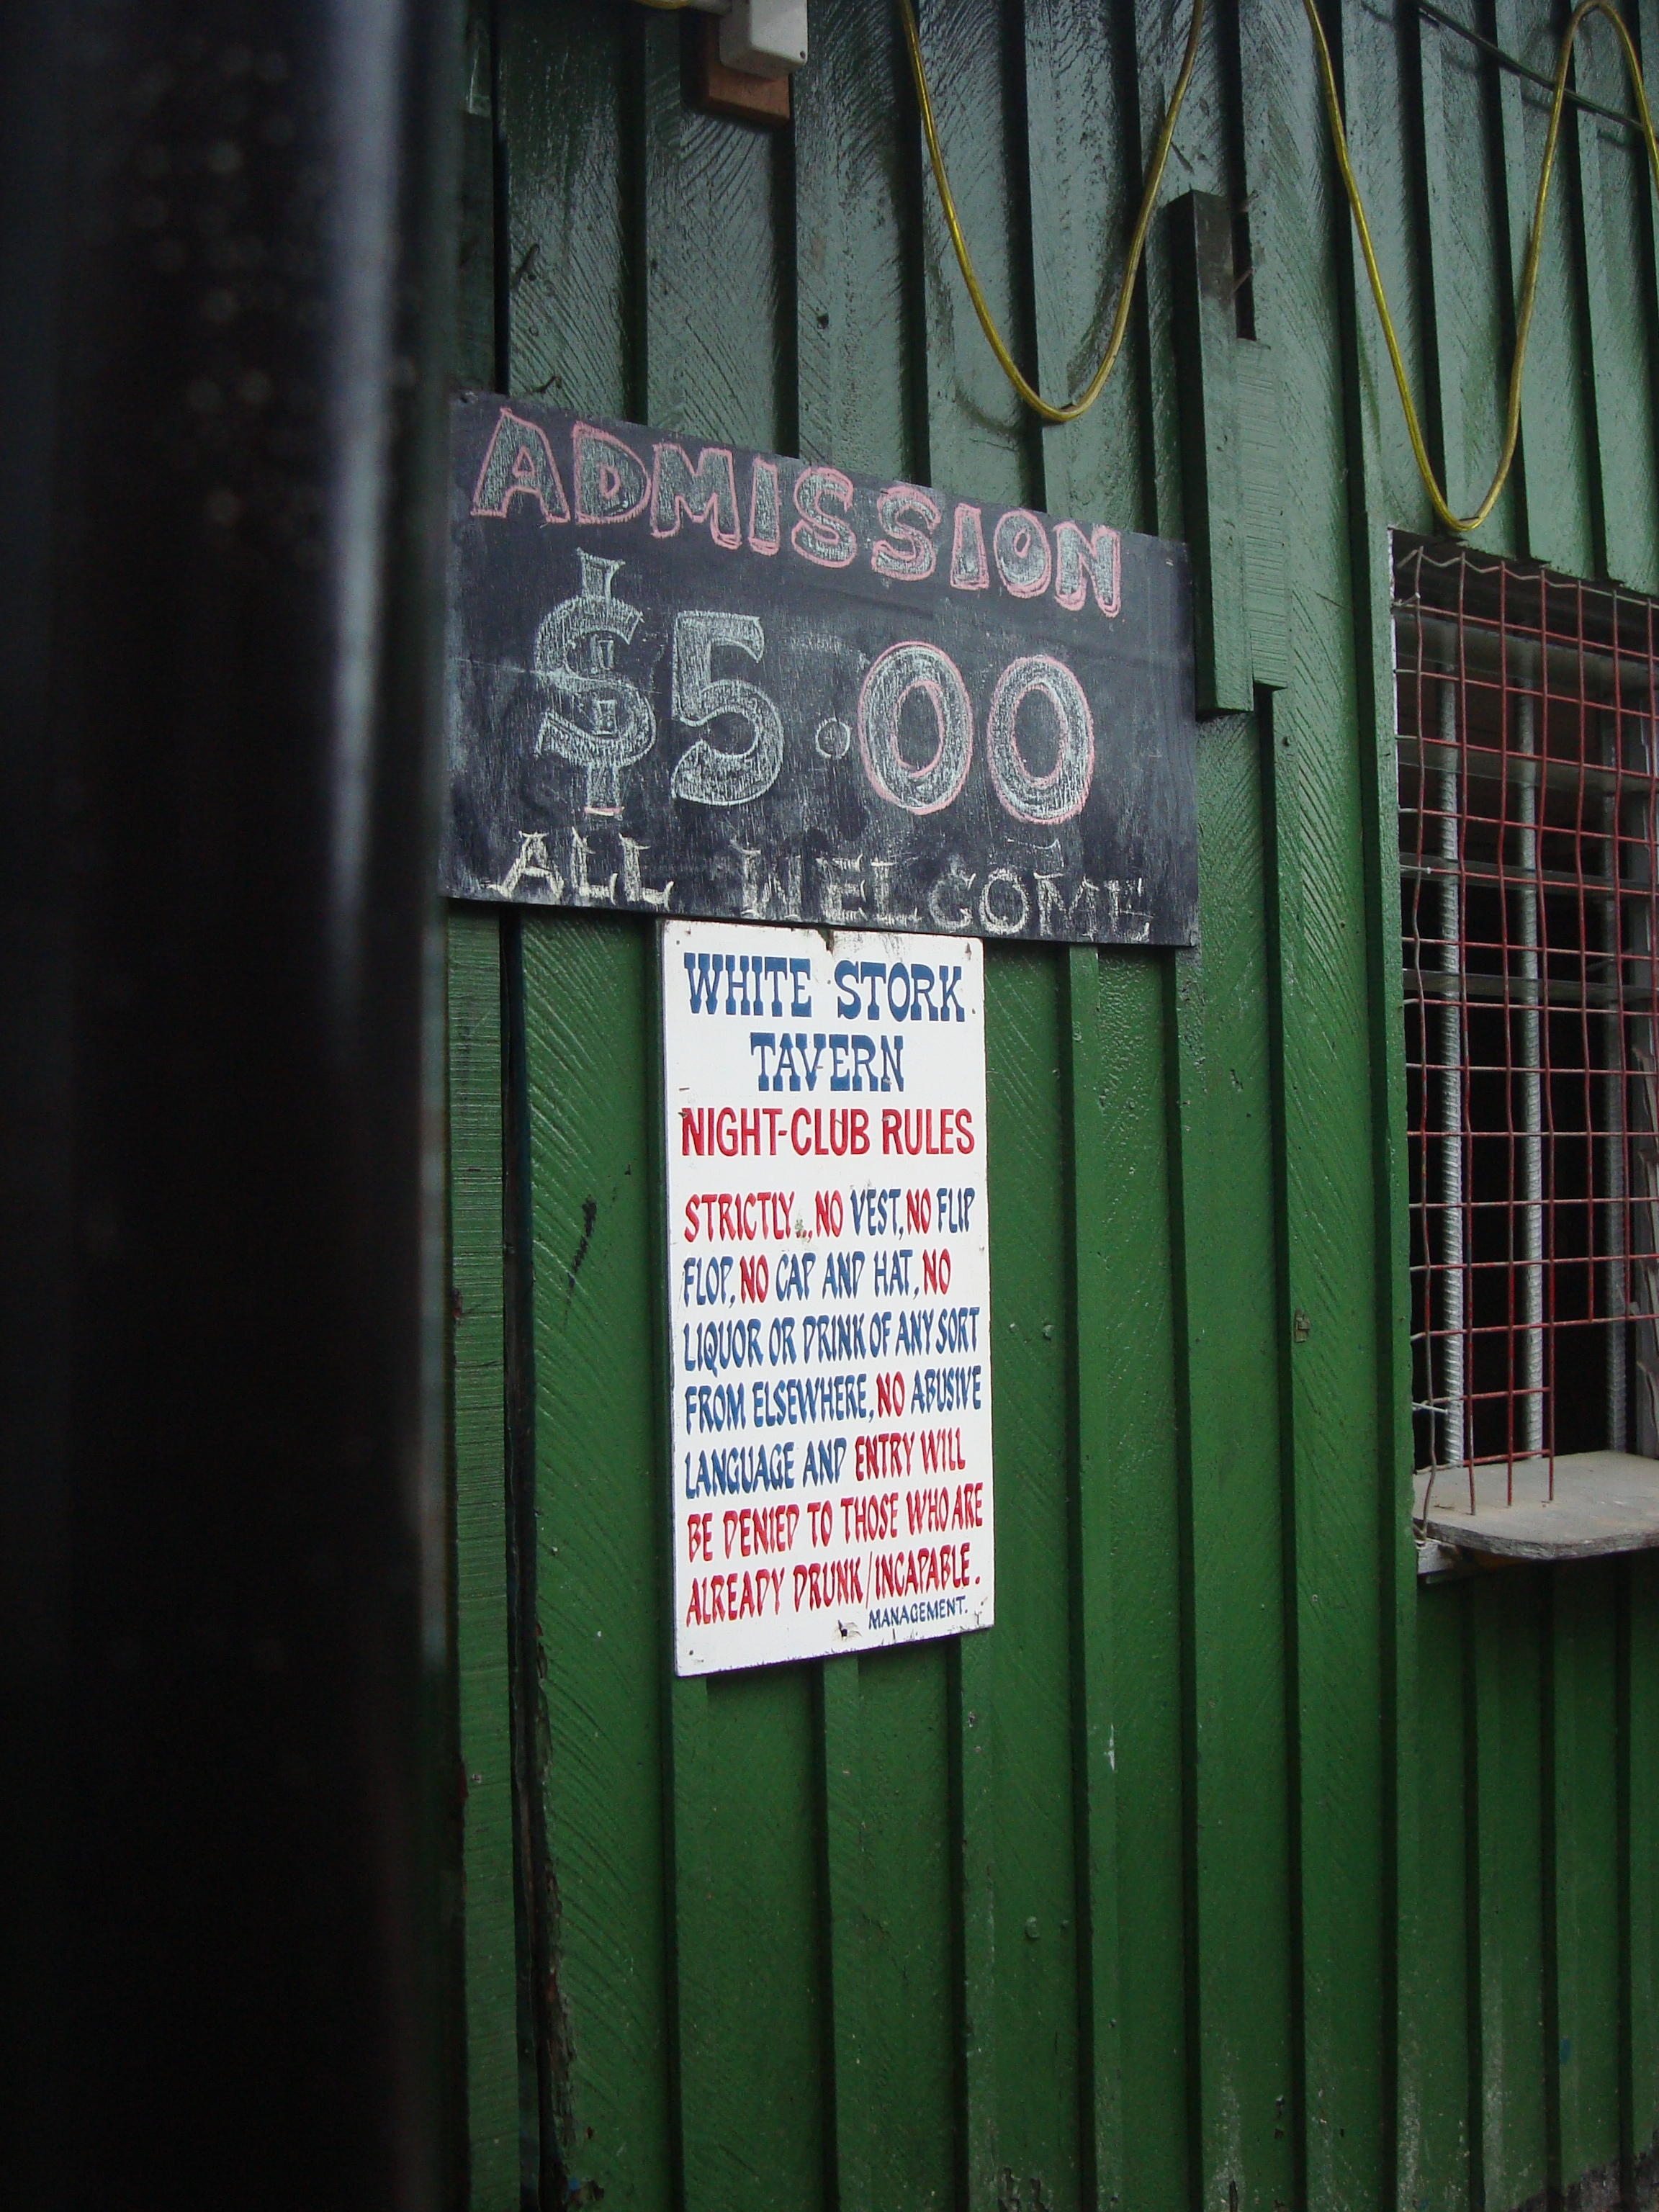 ADMISSION
$5.00
ALL WELCOME
WHITE STORK
TAVERN
NIGHT-CLUB RULES
STRICTLY.., NO VEST, NO FLIP
FLOP, NO CAP AND HAT, NO
LIQUOR OR DRINK OF ANY SORT
FROM ELSEWHERE, NO ABUSIVE
LANGUAGE AND ENTRY WILL
BE DENIED TO THOSE WHO ARE
ALREADY DRUNK/INCAPABLE.
MANAGEMENT.